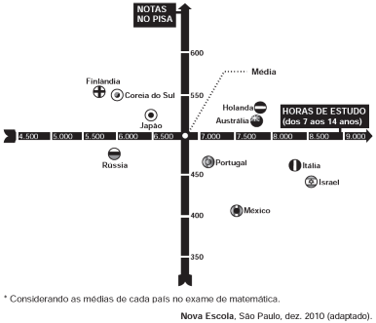 NOTAS
NO PISA
600
Média
Finlândia
550
Coreia do Sul
Holanda
HORAS DE ESTUDO
(dos 7 aos 14 anos)
Japão
Austrália
4.500 5.000 5.500 6.000 6.500 7.000 7.500 8.000 8.500 9.000
Rússia
Portugal
Itália
450
Israel
México
400
350
* Considerando as médias de cada país no exame de matemática.
Nova Escola, São Paulo, dez. 2010 (adaptado).